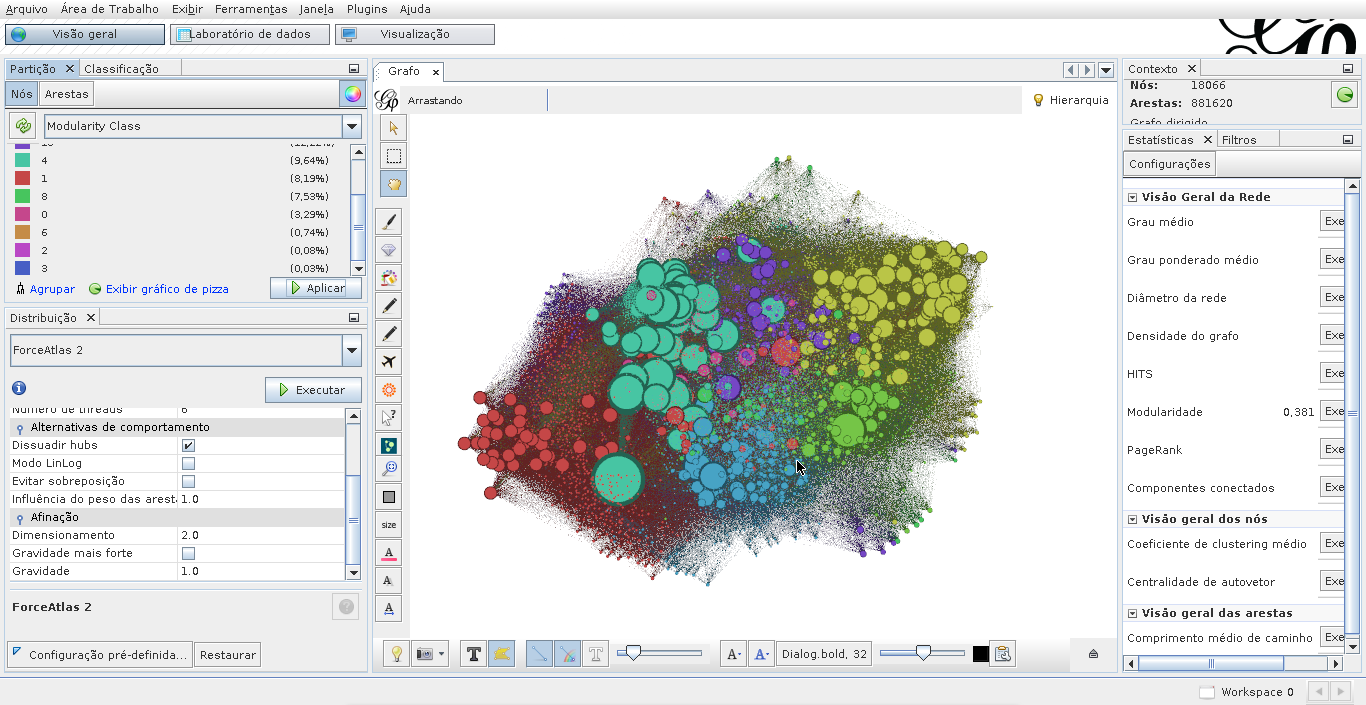 Arquivo Área de Trabalho Exibir Ferramentas Janela Plugins Ajuda
Visão geral Laboratório de dados Visualização
Partição Classificação
Nós Arestas
Modularity Class
4 (9,64%)
1 (8,19%)
8 (7,53%)
0 (3,29%)
6 (0,74%)
2 (0,08%)
3 (0,03%)
Agrupar Exibir gráfico de pizza Aplicar
Distribuição
ForceAtlas 2
Executar
Número de threads 6
Alternativas de comportamento
Dissuadir hubs
Modo LinLog
Evitar sobreposição
Influência do peso das arest 1.0
Afinação
Dimensionamento 2.0
Gravidade mais forte
Gravidade 1.0
ForceAtlas 2
Configuração pré-definida... Restaurar
Grafo
Arrastando
Hierarquia
size
A
A
A
T T A- A- Dialog.bold, 32
Contexto
Nós: 18066
Arestas: 881620
Grafo dirigido
Estatísticas Filtros
Configurações
Visão Geral da Rede
Grau médio Exe
Grau ponderado médio Exe
Diâmetro da rede Exe
Densidade do grafo Exe
HITS Exe
Modularidade 0,381 Exe
PageRank Exe
Componentes conectados Exe
Visão geral dos nós
Coeficiente de clustering médio Exe
Centralidade de autovetor Exe
Visão geral das arestas
Comprimento médio de caminho Exe
Workspace 0